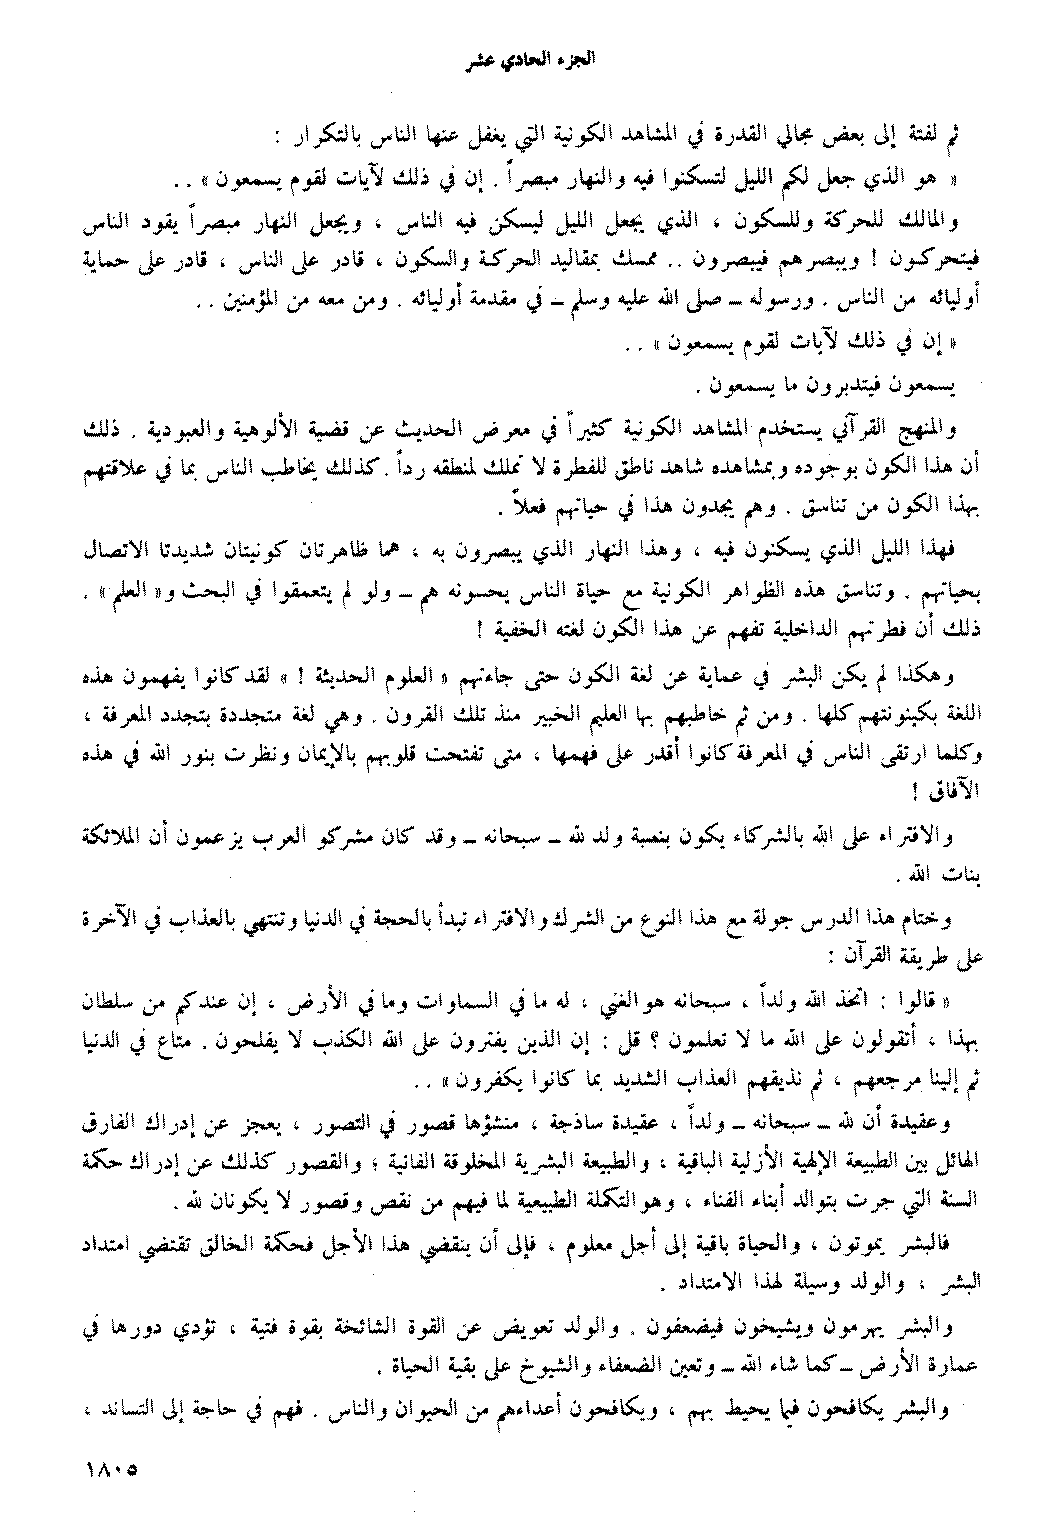 الجزء الحادي عشر
ثم لفتة إلى بعض مجالي القدرة في المشاهد الكونية التي يغفل عنها الناس بالتكرار :
« هو الذي جعل لكم الليل لتسكنوا فيه والنهار مبصراً . إن في ذلك لآيات لقوم يسمعون » . .
والمالك للحركة وللسكون ، الذي يجعل الليل ليسكن فيه الناس ، ويجعل النهار مبصراً يقود الناس
فيتحركون ! ويبصرهم فيبصرون . . ممسك بمقاليد الحركة والسكون ، قادر على الناس ، قادر على حماية
أوليائه من الناس . ورسوله – صلى الله عليه وسلم – في مقدمة أوليائه . ومن معه من المؤمنين . .
« إن في ذلك لآيات لقوم يسمعون » . .
يسمعون فيتدبرون ما يسمعون .
والمنهج القرآني يستخدم المشاهد الكونية كثيراً في معرض الحديث عن قضية الألوهية والعبودية . ذلك
أن هذا الكون بوجوده وبمشاهده شاهد ناطق للفطرة لا تملك لمنطقه رداً . كذلك يخاطب الناس بما في علاقتهم
بهذا الكون من تناسق . وهم يجدون هذا في حياتهم فعلاً .
فهذا الليل الذي يسكنون فيه ، وهذا النهار الذي يبصرون به ، هما ظاهرتان كونيتان شديدتا الاتصال
بحياتهم . وتناسق هذه الظواهر الكونية مع حياة الناس يحسونه هم – ولو لم يتعمقوا في البحث و« العلم » .
ذلك أن فطرتهم الداخلية تفهم عن هذا الكون لغته الخفية !
وهكذا لم يكن البشر في عماية عن لغة الكون حتى جاءتهم « العلوم الحديثة ! » لقد كانوا يفهمون هذه
اللغة بكينونتهم كلها . ومن ثم خاطبهم بها العليم الخبير منذ تلك القرون . وهي لغة متجددة بتجدد المعرفة ،
وكلما ارتقى الناس في المعرفة كانوا أقدر على فهمها ، متى تفتحت قلوبهم بالإيمان ونظرت بنور الله في هذه
الآفاق !
والافتراء على الله بالشركاء يكون بنسبة ولد لله – سبحانه – وقد كان مشركو العرب يزعمون أن الملائكة
بنات الله .
وختام هذا الدرس جولة مع هذا النوع من الشرك والافتراء تبدأ بالحجة في الدنيا وتنتهي بالعذاب في الآخرة
على طريقة القرآن :
« قالوا : اتخذ الله ولداً ، سبحانه هو الغني ، له ما في السماوات وما في الأرض ، إن عندكم من سلطان
بهذا ، أتقولون على الله ما لا تعلمون ؟ قل : إن الذين يفترون على الله الكذب لا يفلحون . متاع في الدنيا
ثم إلينا مرجعهم ، ثم نذيقهم العذاب الشديد بما كانوا يكفرون » . .
وعقيدة أن لله – سبحانه – ولداً ، عقيدة ساذجة ، منشؤها قصور في التصور ، يعجز عن إدراك الفارق
الهائل بين الطبيعة الإلهية الأزلية الباقية ، والطبيعة البشرية المخلوقة الفانية ؛ والقصور كذلك عن إدراك حكمة
السنة التي جرت بتوالد أبناء الفناء ، وهو التكملة الطبيعية لما فيهم من نقص وقصور لا يكونان لله .
فالبشر يموتون ، والحياة باقية إلى أجل معلوم ، فإلى أن ينقضي هذا الأجل فحكمة الخالق تقتضي امتداد
البشر ، والولد وسيلة لهذا الامتداد .
والبشر يهرمون ويشيخون فيضعفون . والولد تعويض عن القوة الشائخة بقوة فتية ، تؤدي دورها في
عمارة الأرض – كما شاء الله – وتعين الضعفاء والشيوخ على بقية الحياة .
والبشر يكافحون فيما يحيط بهم ، ويكافحون أعداءهم من الحيوان والناس . فهم في حاجة إلى التساند ،
١٨٠٥